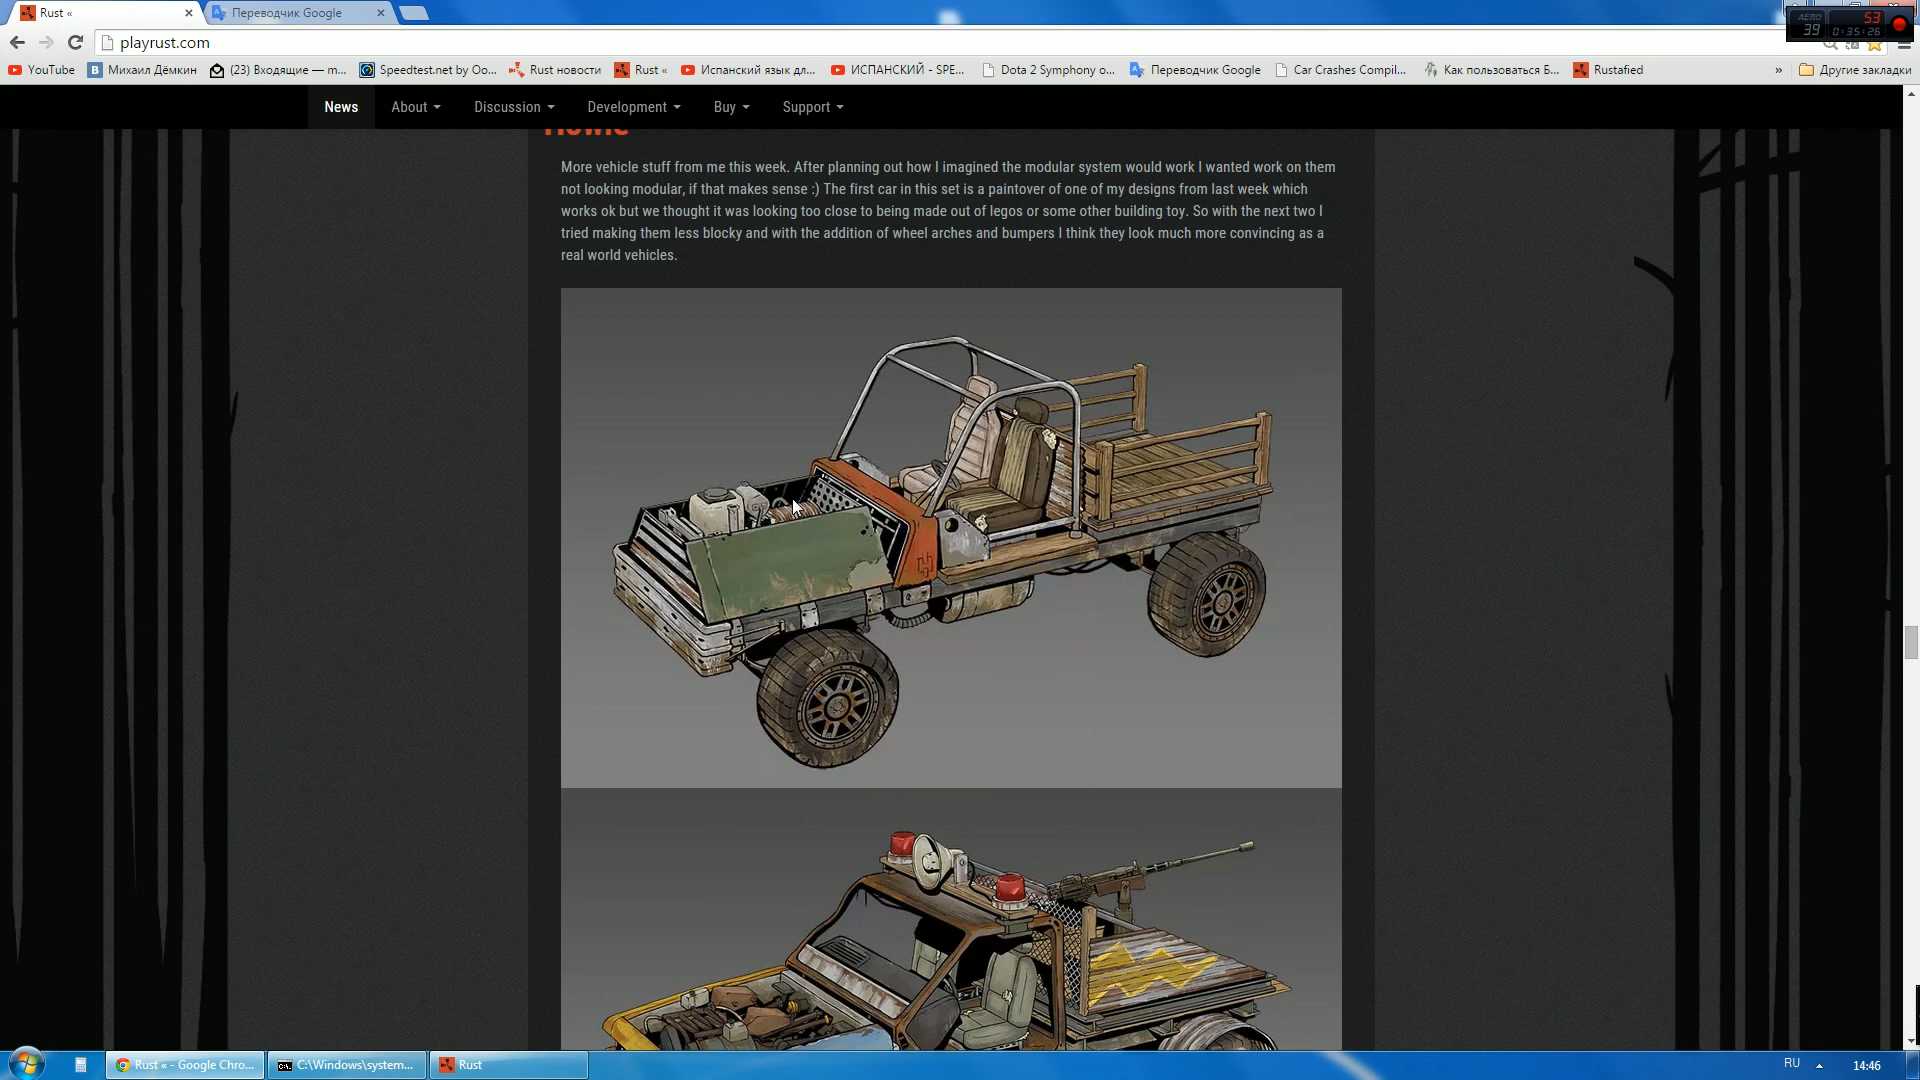 Rust «
Переводчик Google
playrust.com
AERO
39
53
0:35:26
YouTube
Михаил Дёмкин
(23) Входящие — m...
Speedtest.net by Oo...
Rust новости
Rust «
Испанский язык дл...
ИСПАНСКИЙ - SPE...
Dota 2 Symphony o...
Переводчик Google
Car Crashes Compil...
Как пользоваться Б...
Rustafied
»
Другие закладки
News
About
Discussion
Development
Buy
Support
Howie
More vehicle stuff from me this week. After planning out how I imagined the modular system would work I wanted work on them
not looking modular, if that makes sense :) The first car in this set is a paintover of one of my designs from last week which
works ok but we thought it was looking too close to being made out of legos or some other building toy. So with the next two I
tried making them less blocky and with the addition of wheel arches and bumpers I think they look much more convincing as a
real world vehicles.
Rust « - Google Chro...
C:\Windows\system...
Rust
RU
14:46